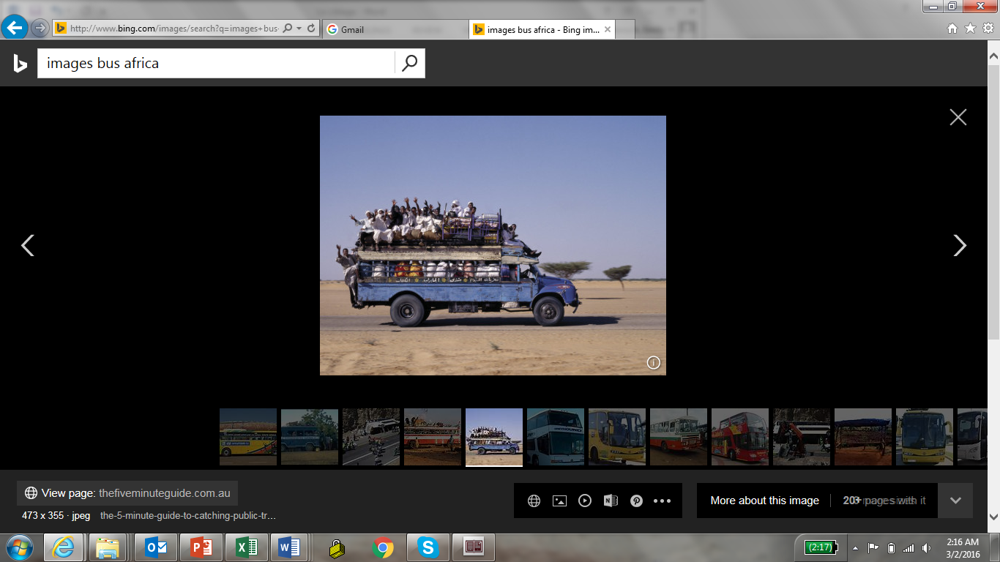 http://www.bing.com/images/search?q=images+bus-
Gmail
images bus africa - Bing im...
images bus africa
View page: thefiveminuteguide.com.au
473 x 355 · jpeg the-5-minute-guide-to-catching-public-tr...
More about this image
20+ pages with it
(2:17)
2:16 AM
3/2/2016